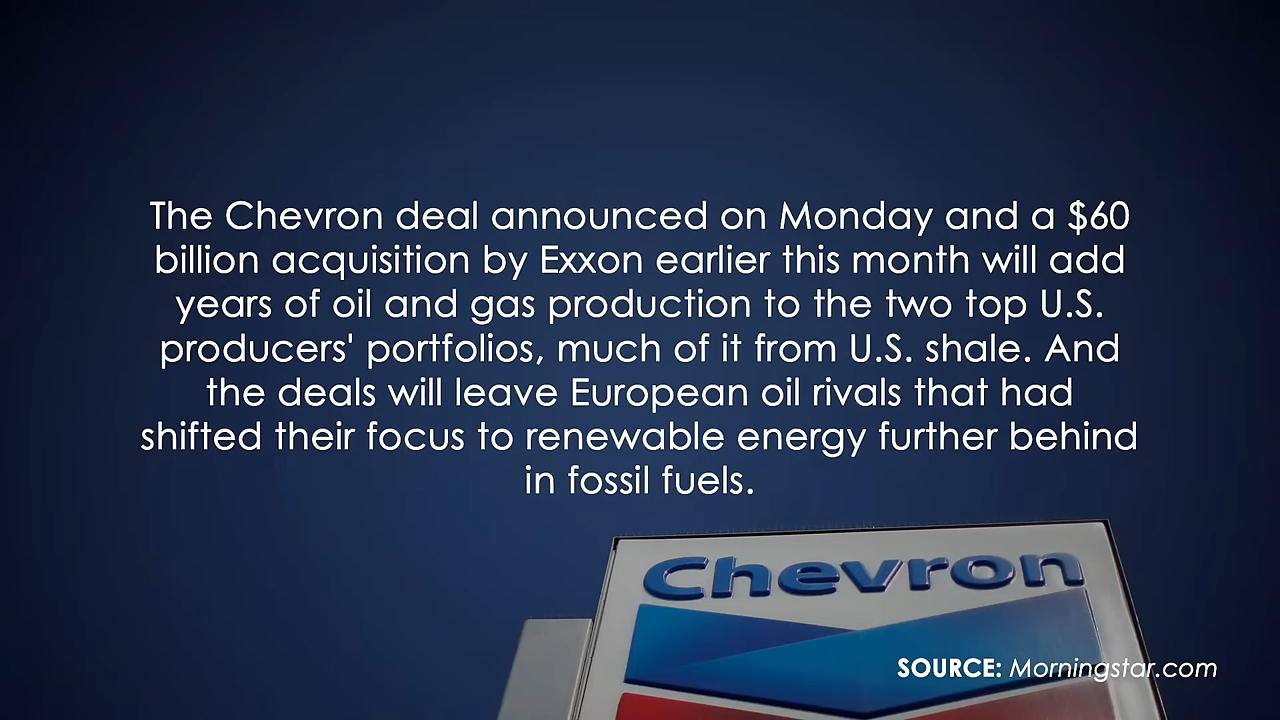 The Chevron deal announced on Monday and a $60
billion acquisition by Exxon earlier this month will add
years of oil and gas production to the two top U.S.
producers' portfolios, much of it from U.S. shale. And
the deals will leave European oil rivals that had
shifted their focus to renewable energy further behind
in fossil fuels.
Chevron
SOURCE: Morningstar.com